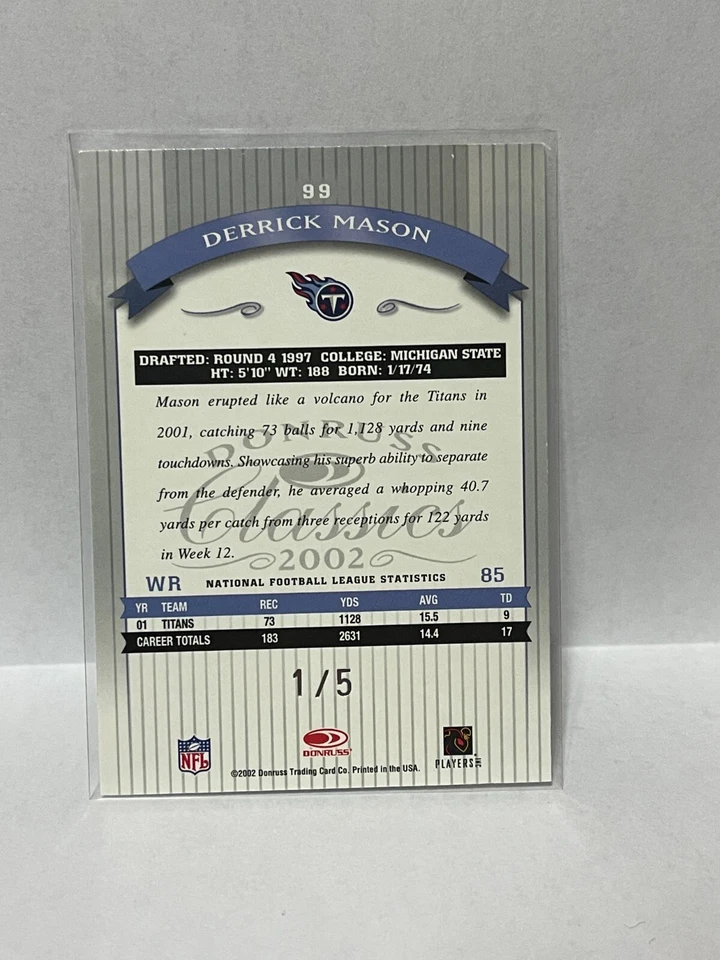 99
DERRICK MASON
T
DRAFTED: ROUND 4 1997 COLLEGE: MICHIGAN STATE
HT: 5'10" WT: 188 BORN: 1/17/74
Mason erupted like a volcano for the Titans in
2001, catching 73 balls for 1,128 yards and nine
touchdowns. Showcasing his superb ability to separate
from the defender, he averaged a whopping 40.7
yards per catch from three receptions for 122 yards
in Week 12.
DONRUSS
Classics
2002
WR NATIONAL FOOTBALL LEAGUE STATISTICS 85
YR TEAM REC YDS AVG TD
01 TITANS 73 1128 15.5 9
CAREER TOTALS 183 2631 14.4 17
1/5
NFL
DONRUSS
PLAYERS INC
©2002 Donruss Trading Card Co. Printed in the USA.